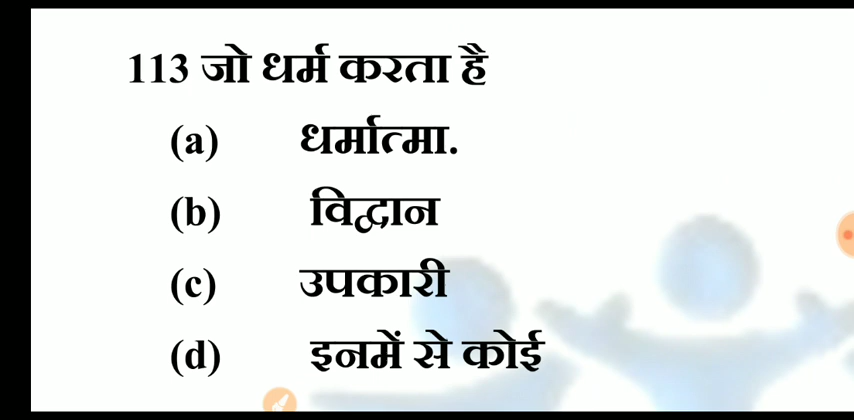 113 जो धर्म करता है
(a) धर्मात्मा.
(b) विद्वान
(c) उपकारी
(d) इनमें से कोई